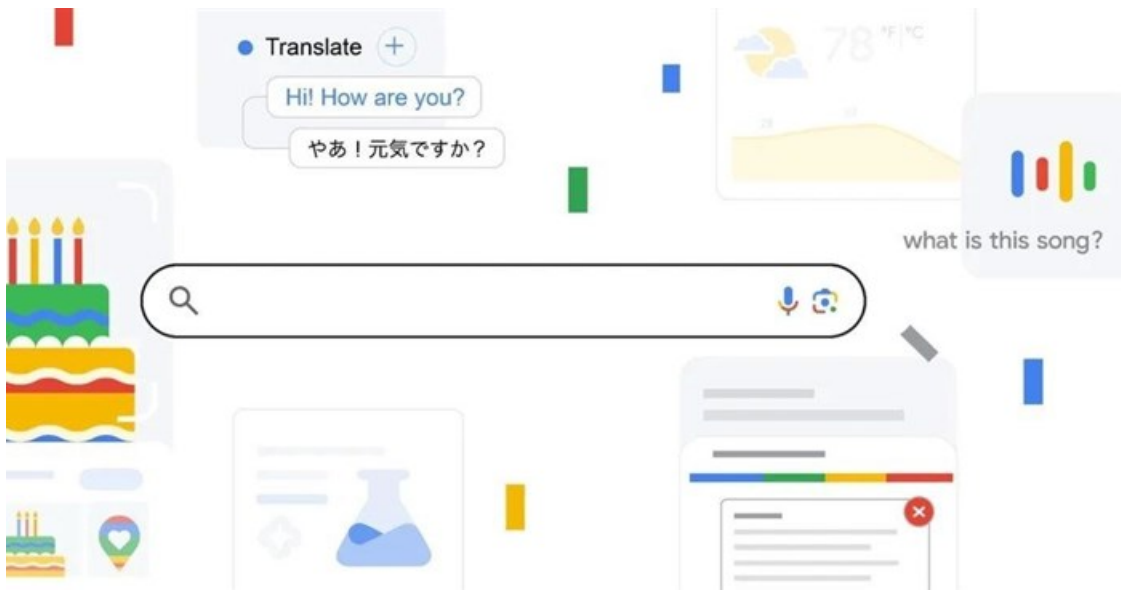 Translate
Hi! How are you?
やあ！元気ですか？
78 °F|°C
what is this song?